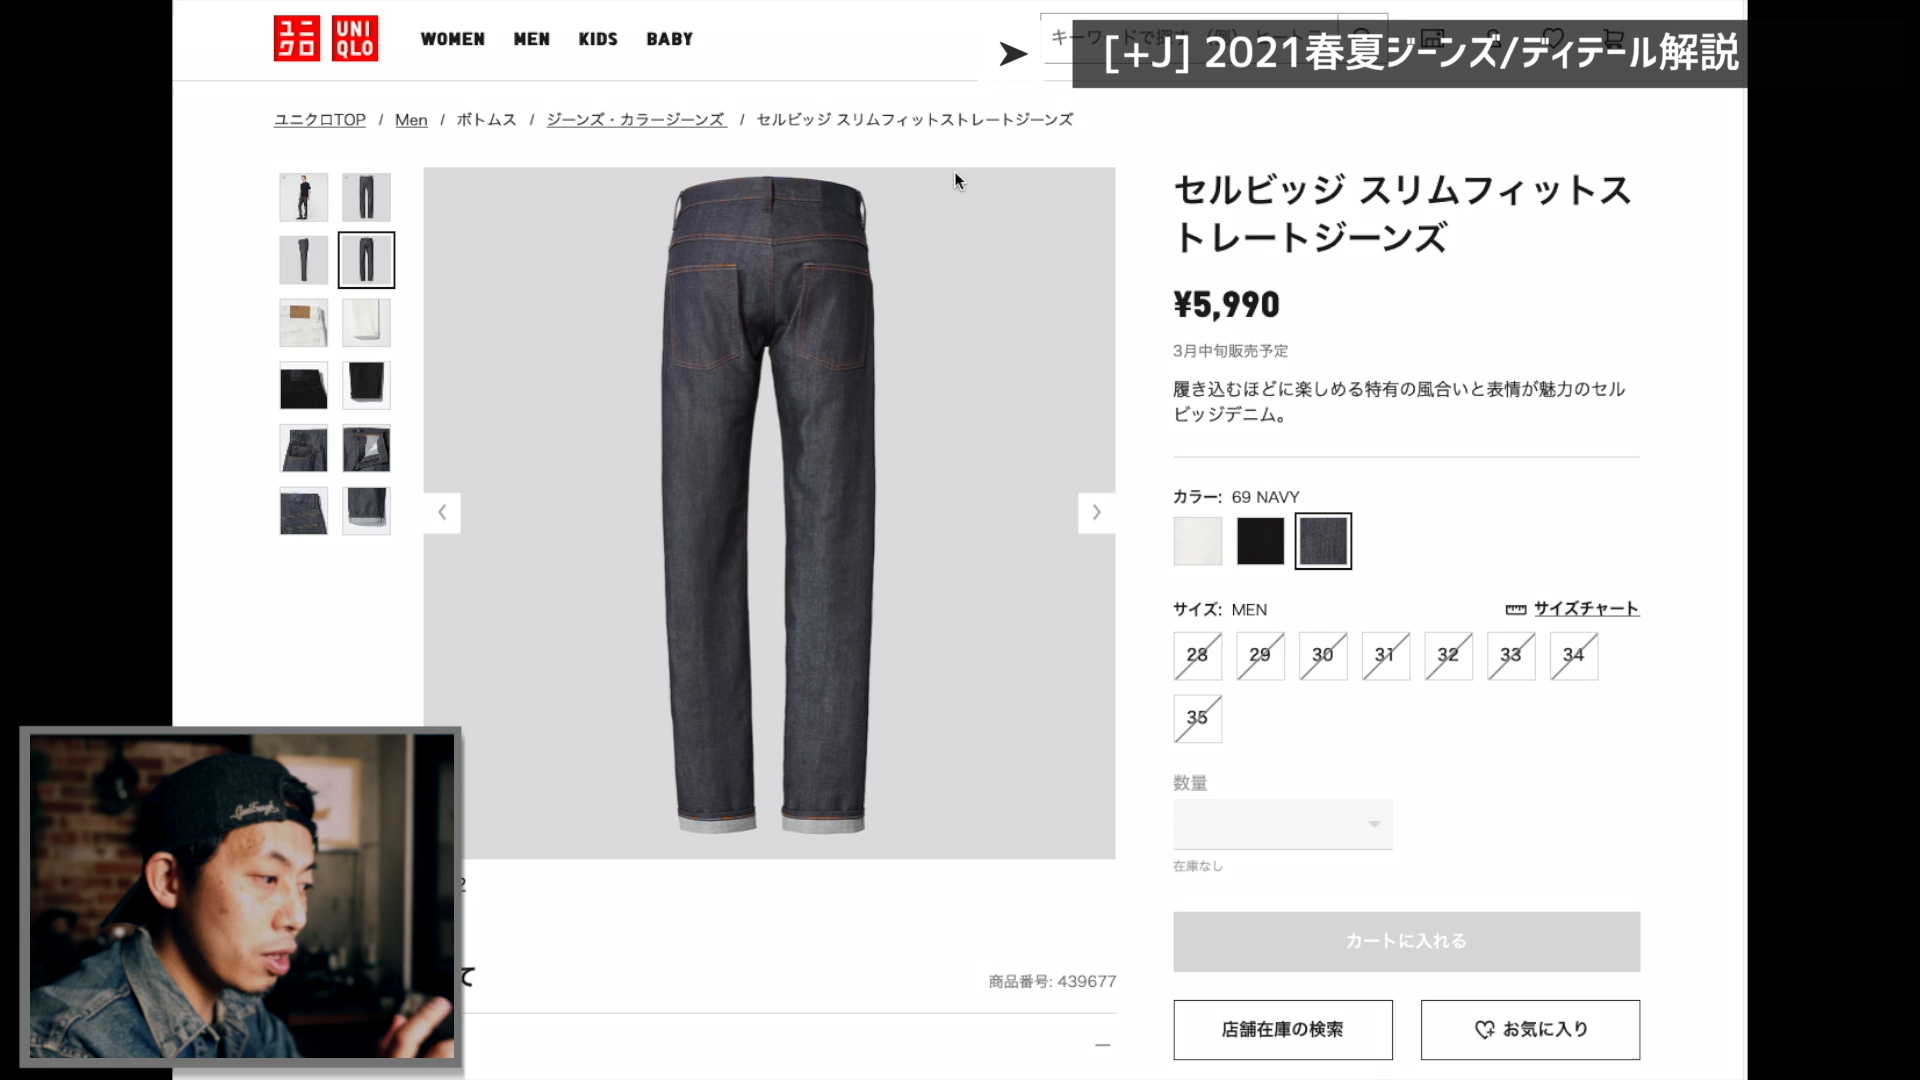 ユニクロ
UNIQLO
WOMEN MEN KIDS BABY
[+J] 2021春夏ジーンズ/ディテール解説
ユニクロTOP / Men / ボトムス / ジーンズ・カラージーンズ / セルビッジ スリムフィットストレートジーンズ
セルビッジ スリムフィットス
トレートジーンズ
¥5,990
3月中旬販売予定
履き込むほどに楽しめる特有の風合いと表情が魅力のセル
ビッジデニム。
カラー: 69 NAVY
サイズ: MEN
サイズチャート
28 29 30 31 32 33 34
35
数量
在庫なし
2
カートに入れる
て
商品番号: 439677
店舗在庫の検索
お気に入り